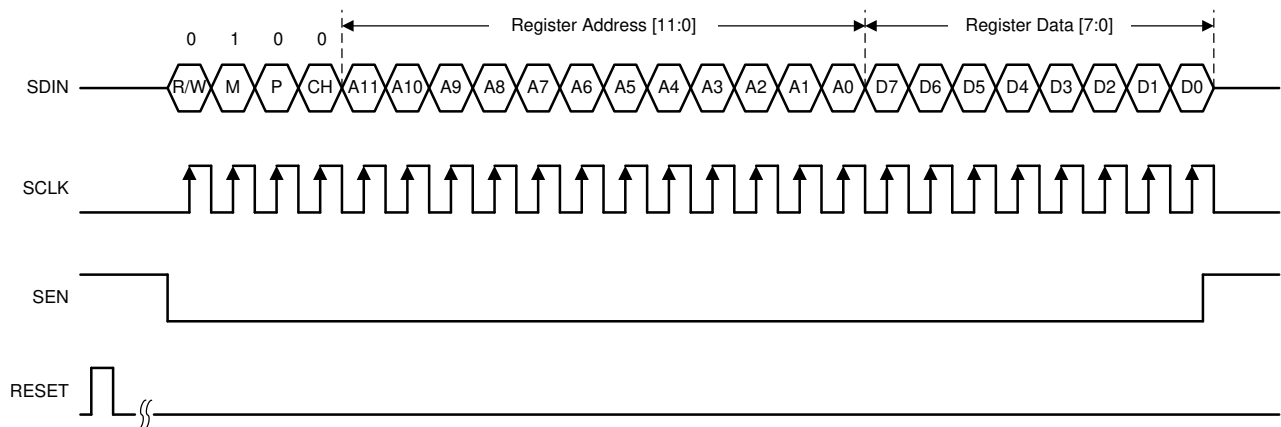 Register Address [11:0] Register Data [7:0]
0 1 0 0
SDIN R/W M P CH A11 A10 A9 A8 A7 A6 A5 A4 A3 A2 A1 A0 D7 D6 D5 D4 D3 D2 D1 D0
SCLK
SEN
RESET